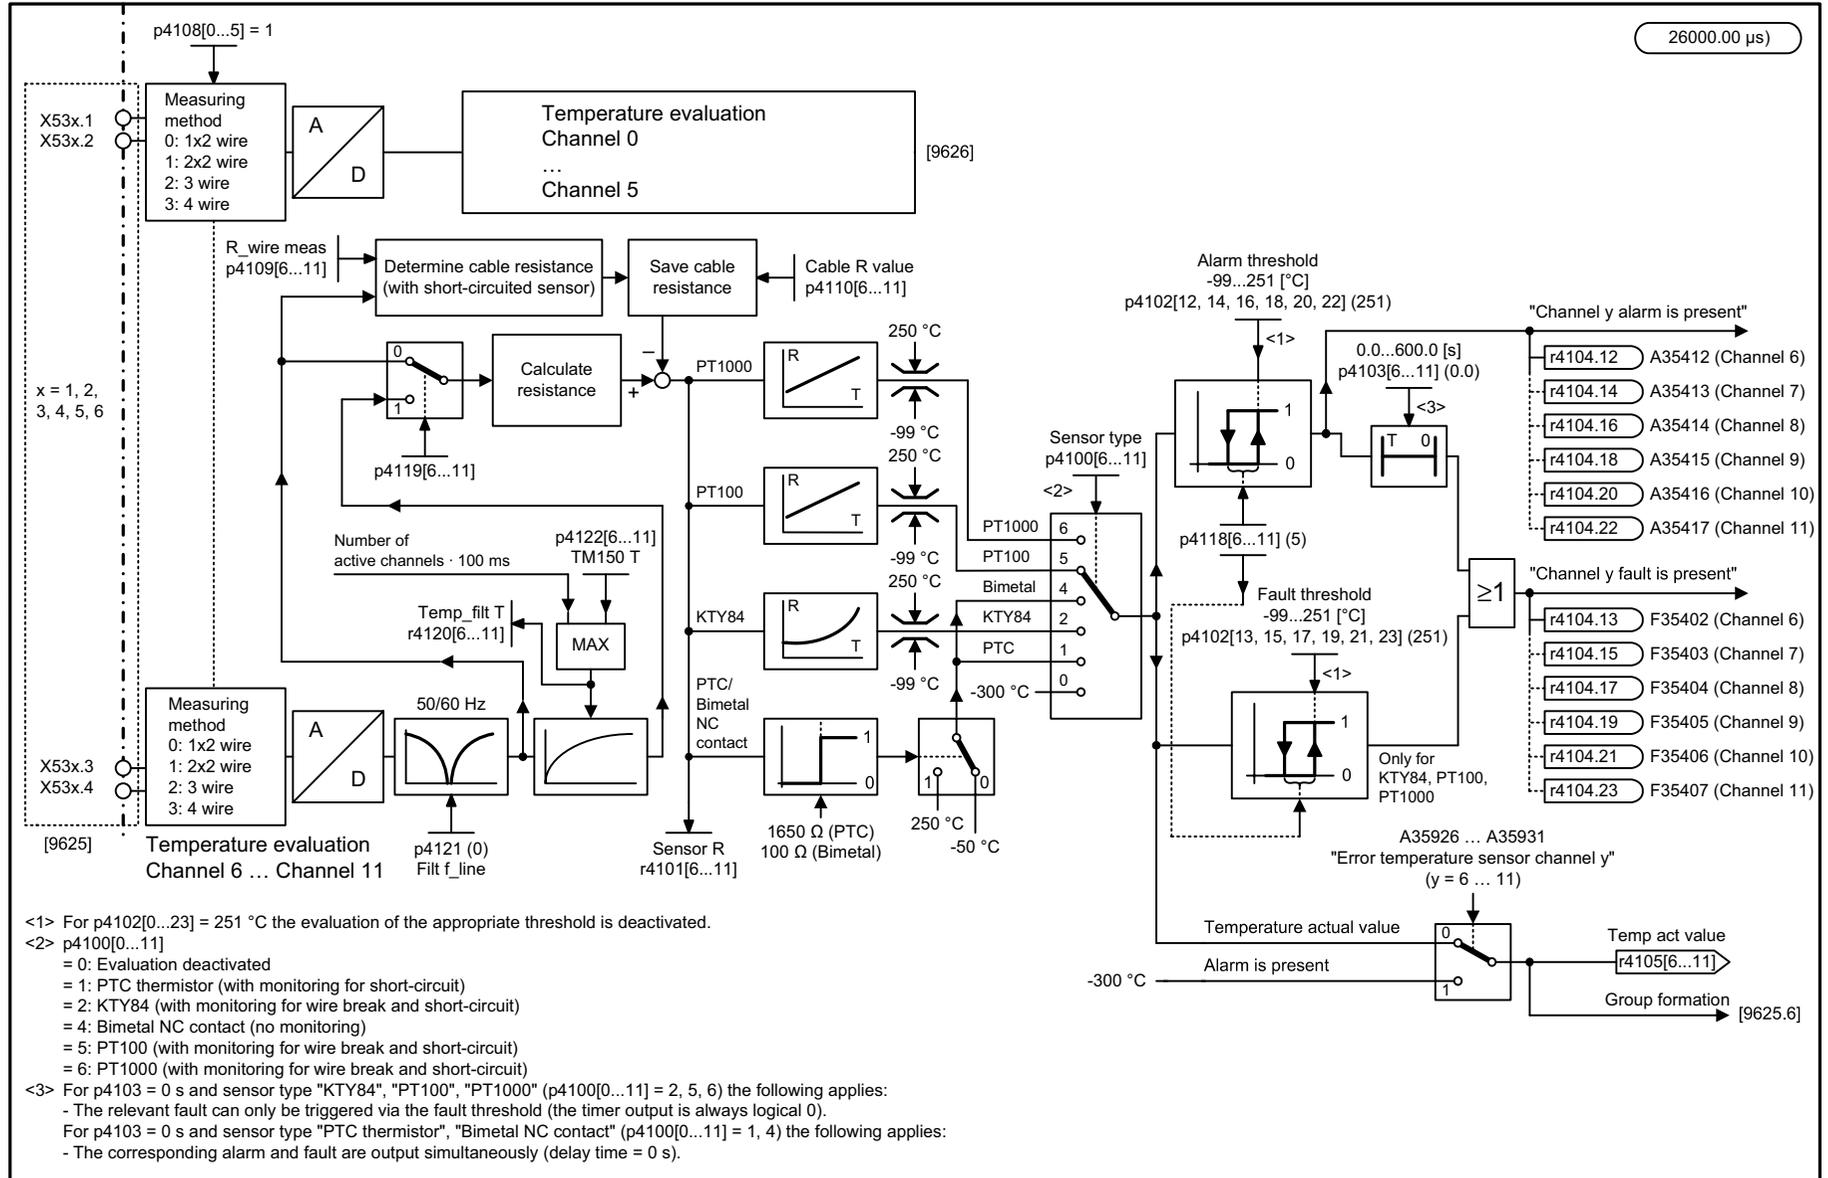 p4108[0...5] = 1
26000.00 µs)
X53x.1
X53x.2
Measuring
method
0: 1x2 wire
1: 2x2 wire
2: 3 wire
3: 4 wire
A
D
Temperature evaluation
Channel 0
...
Channel 5
[9626]
R_wire meas
p4109[6...11]
Determine cable resistance
(with short-circuited sensor)
Save cable
resistance
Cable R value
p4110[6...11]
x = 1, 2,
3, 4, 5, 6
0
1
p4119[6...11]
Calculate
resistance
–
+
PT1000
R
T
250 °C
-99 °C
PT100
R
T
250 °C
-99 °C
KTY84
R
T
250 °C
-99 °C
PTC/
Bimetal
NC
contact
1
0
1650 Ω (PTC)
100 Ω (Bimetal)
1
0
250 °C
-50 °C
Number of
active channels · 100 ms
p4122[6...11]
TM150 T
Temp_filt T
r4120[6...11]
MAX
X53x.3
X53x.4
Measuring
method
0: 1x2 wire
1: 2x2 wire
2: 3 wire
3: 4 wire
A
D
50/60 Hz
p4121 (0)
Filt f_line
Sensor R
r4101[6...11]
[9625]
Temperature evaluation
Channel 6 ... Channel 11
Sensor type
p4100[6...11]
<2>
PT1000
6
PT100
5
Bimetal
4
KTY84
2
PTC
1
-300 °C
0
Alarm threshold
-99...251 [°C]
p4102[12, 14, 16, 18, 20, 22] (251)
<1>
1
0
p4118[6...11] (5)
0.0...600.0 [s]
p4103[6...11] (0.0)
<3>
T 0
Fault threshold
-99...251 [°C]
p4102[13, 15, 17, 19, 21, 23] (251)
<1>
1
0
Only for
KTY84, PT100,
PT1000
≥1
"Channel y alarm is present"
r4104.12 A35412 (Channel 6)
r4104.14 A35413 (Channel 7)
r4104.16 A35414 (Channel 8)
r4104.18 A35415 (Channel 9)
r4104.20 A35416 (Channel 10)
r4104.22 A35417 (Channel 11)
"Channel y fault is present"
r4104.13 F35402 (Channel 6)
r4104.15 F35403 (Channel 7)
r4104.17 F35404 (Channel 8)
r4104.19 F35405 (Channel 9)
r4104.21 F35406 (Channel 10)
r4104.23 F35407 (Channel 11)
A35926 ... A35931
"Error temperature sensor channel y"
(y = 6 ... 11)
Temperature actual value
0
-300 °C
Alarm is present
1
Temp act value
r4105[6...11]
Group formation
[9625.6]
<1> For p4102[0...23] = 251 °C the evaluation of the appropriate threshold is deactivated.
<2> p4100[0...11]
= 0: Evaluation deactivated
= 1: PTC thermistor (with monitoring for short-circuit)
= 2: KTY84 (with monitoring for wire break and short-circuit)
= 4: Bimetal NC contact (no monitoring)
= 5: PT100 (with monitoring for wire break and short-circuit)
= 6: PT1000 (with monitoring for wire break and short-circuit)
<3> For p4103 = 0 s and sensor type "KTY84", "PT100", "PT1000" (p4100[0...11] = 2, 5, 6) the following applies:
- The relevant fault can only be triggered via the fault threshold (the timer output is always logical 0).
For p4103 = 0 s and sensor type "PTC thermistor", "Bimetal NC contact" (p4100[0...11] = 1, 4) the following applies:
- The corresponding alarm and fault are output simultaneously (delay time = 0 s).